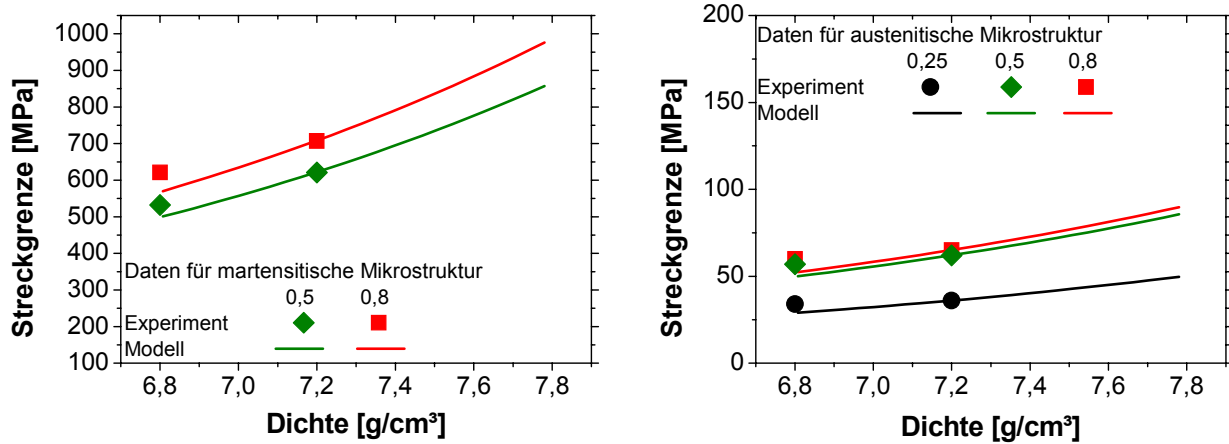 Streckgrenze [MPa]
1000
900
800
700
600
500
400
300
200
100
Daten für martensitische Mikrostruktur
0,5 0,8
Experiment
Modell
6,8 7,0 7,2 7,4 7,6 7,8
Dichte [g/cm³]
Streckgrenze [MPa]
200
150
100
50
0
Daten für austenitische Mikrostruktur
0,25 0,5 0,8
Experiment
Modell
6,8 7,0 7,2 7,4 7,6 7,8
Dichte [g/cm³]